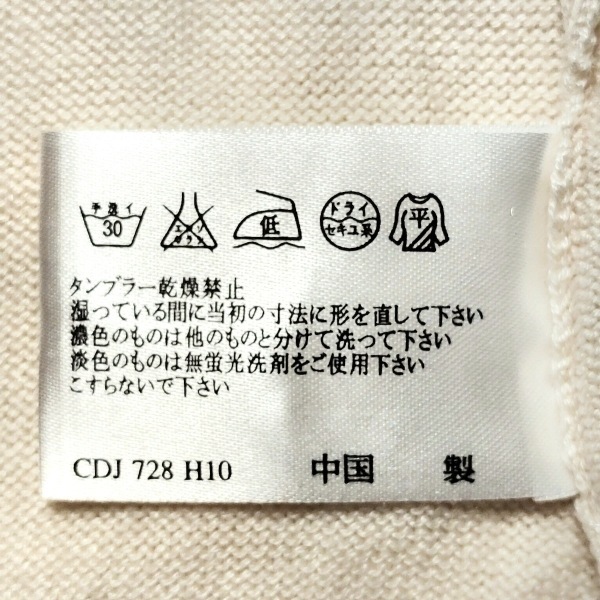 手洗イ 30 エンソ サラシ 低 ドライ セキユ系 平
タンブラー乾燥禁止
湿っている間に当初の寸法に形を直して下さい
濃色のものは他のものと分けて洗って下さい
淡色のものは無蛍光洗剤をご使用下さい
こすらないで下さい
CDJ 728 H10 中国 製